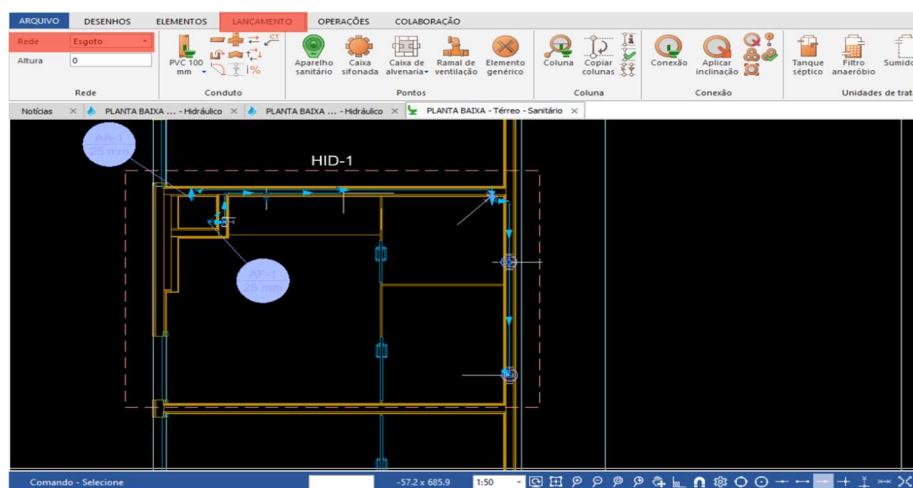 ARQUIVO DESENHOS ELEMENTOS LANÇAMENTO OPERAÇÕES COLABORAÇÃO
Rede Esgoto
Altura 0
PVC 100 mm
Aparelho sanitário
Caixa sifonada
Caixa de alvenaria
Ramal de ventilação
Elemento genérico
Coluna
Copiar colunas
Conexão
Aplicar inclinação
Tanque séptico
Filtro anaeróbio
Sumido
Rede Conduto Pontos Coluna Conexão Unidades de trat
Notícias × PLANTA BAIXA ... - Hidráulico × PLANTA BAIXA ... - Hidráulico × PLANTA BAIXA - Térreo - Sanitário ×
AA-1
25 mm
HID-1
AF-1
25 mm
Comando - Selecione -57.2 x 685.9 1:50